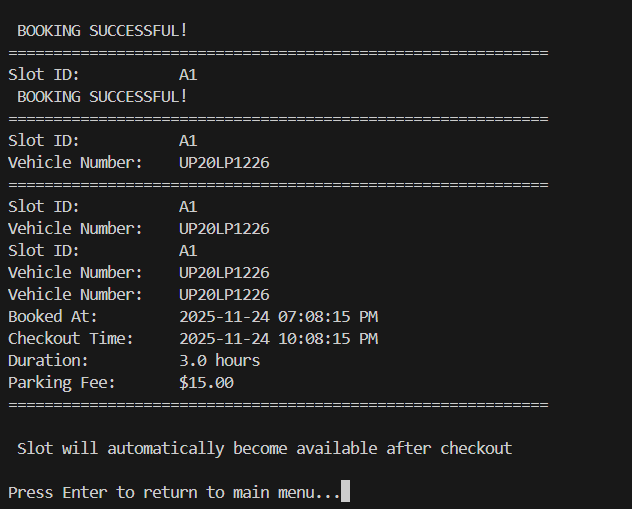 BOOKING SUCCESSFUL!
============================================================
Slot ID:           A1
BOOKING SUCCESSFUL!
============================================================
Slot ID:           A1
Vehicle Number:    UP20LP1226
============================================================
Slot ID:           A1
Vehicle Number:    UP20LP1226
Slot ID:           A1
Vehicle Number:    UP20LP1226
Vehicle Number:    UP20LP1226
Booked At:         2025-11-24 07:08:15 PM
Checkout Time:     2025-11-24 10:08:15 PM
Duration:          3.0 hours
Parking Fee:       $15.00
============================================================
Slot will automatically become available after checkout
Press Enter to return to main menu...